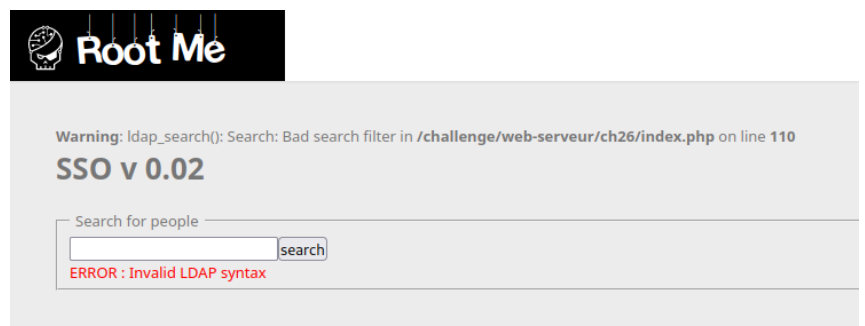 Root Me
Warning: ldap_search(): Search: Bad search filter in /challenge/web-serveur/ch26/index.php on line 110
SSO v 0.02
Search for people
search
ERROR : Invalid LDAP syntax